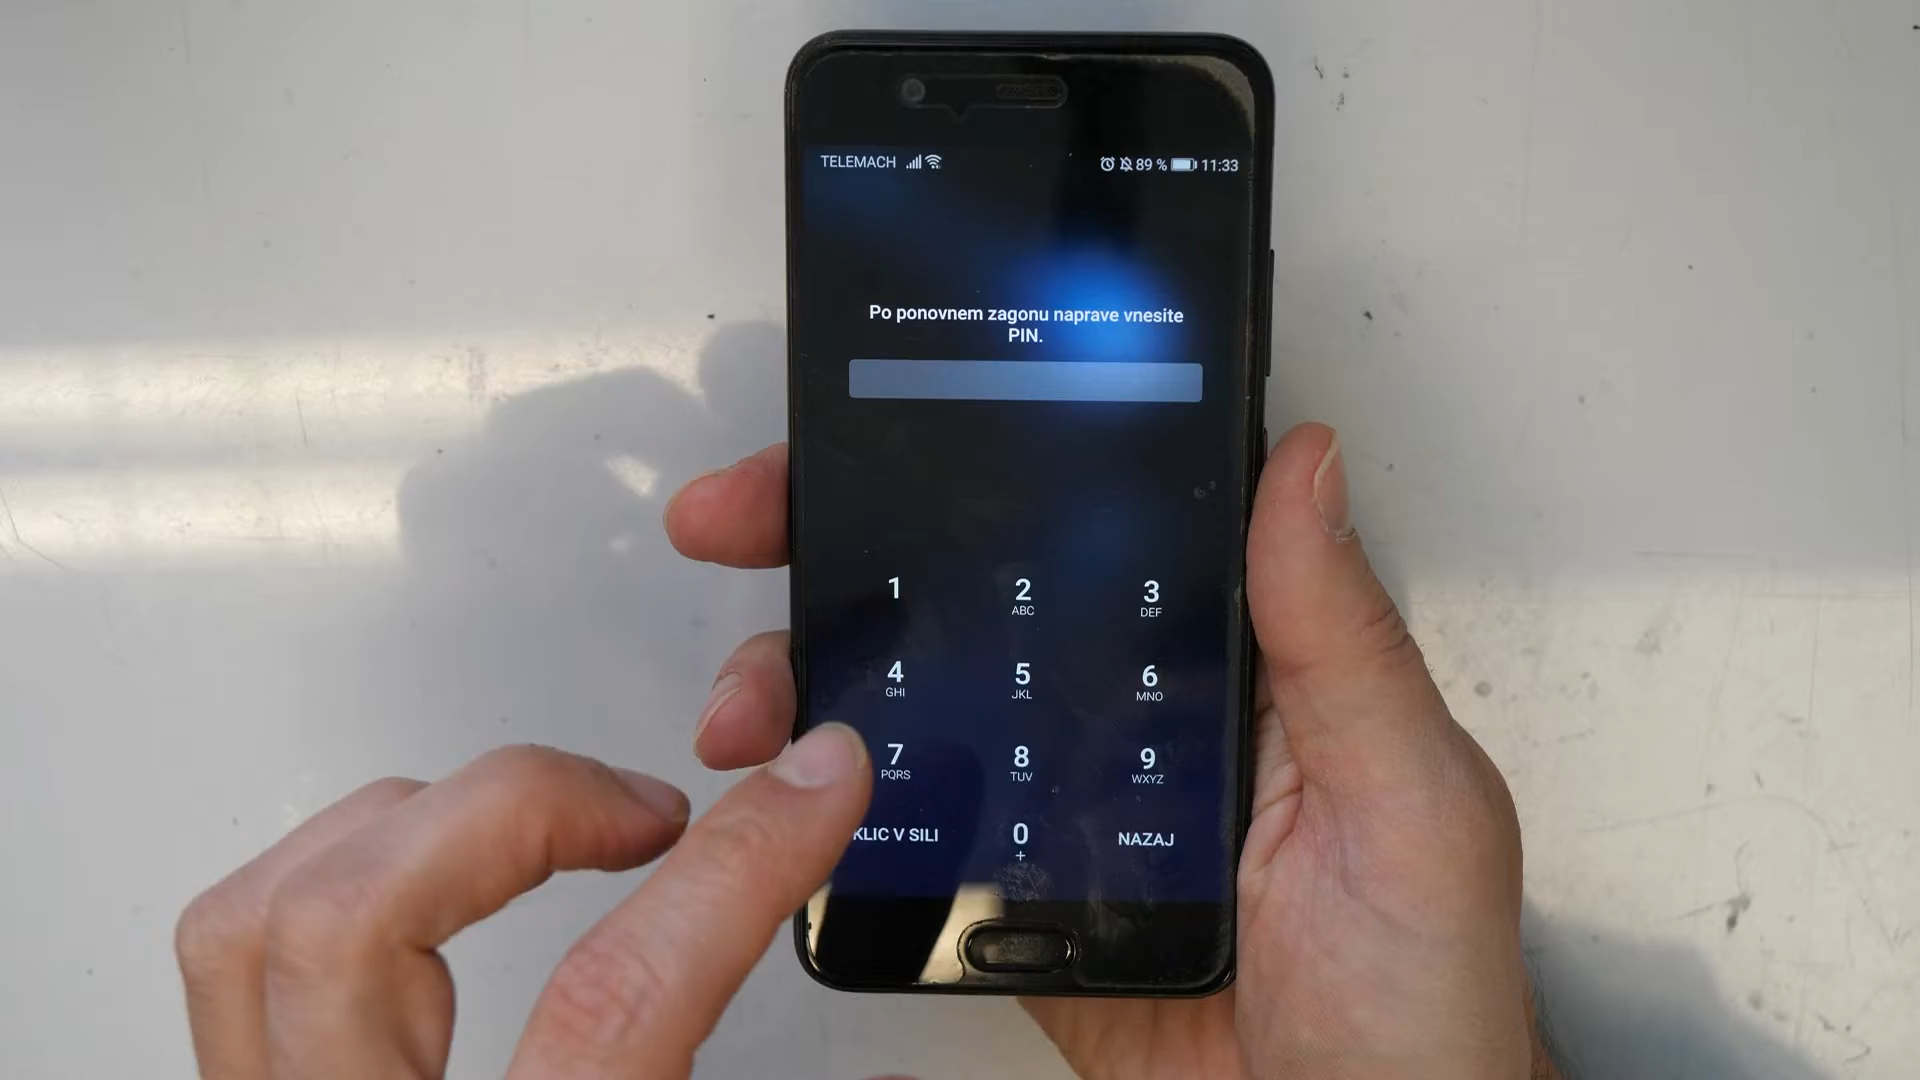 TELEMACH 89 % 11:33
Po ponovnem zagonu naprave vnesite
PIN.
1 2 3
ABC DEF
4 5 6
GHI JKL MNO
7 8 9
PQRS TUV WXYZ
KLIC V SILI 0 NAZAJ
+